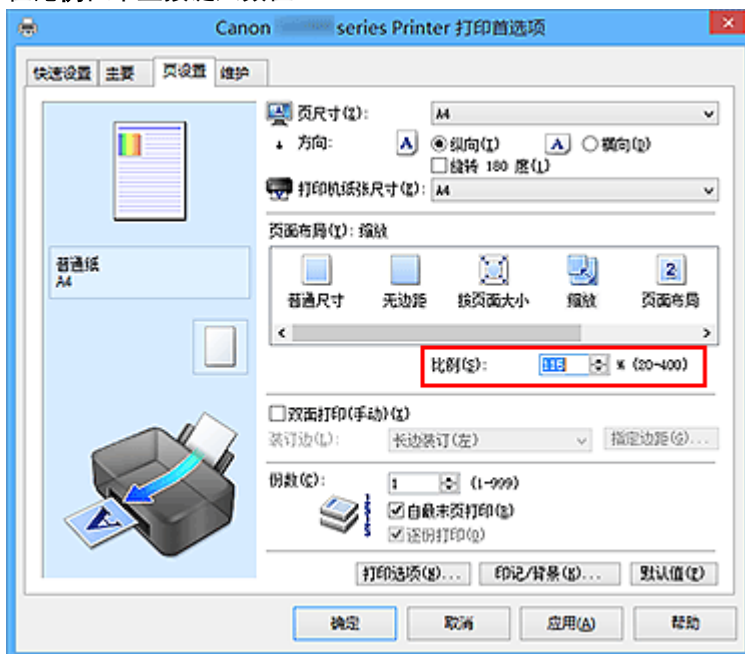 Canon series Printer 打印首选项
快速设置 主要 页设置 维护
页尺寸(Z): A4
方向: A 纵向(T) A 横向(P)
旋转 180 度(L)
打印机纸张尺寸(E): A4
页面布局(Y): 缩放
普通尺寸 无边距 按页面大小 缩放 页面布局
比例(S): 115 % (20-400)
普通纸
A4
双面打印(手动)(X)
装订边(L): 长边装订(左) 指定边距(G)...
份数(C): 1 (1-999)
自最末页打印(R)
逐份打印(O)
打印选项(N)... 印记/背景(K)... 默认值(F)
确定 取消 应用(A) 帮助